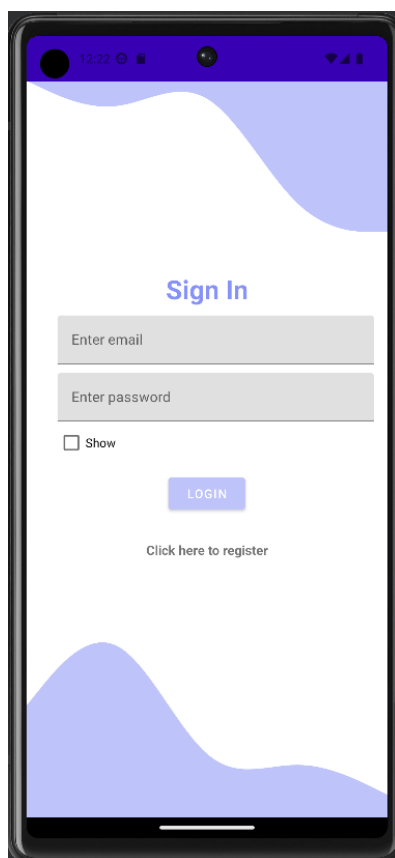 12:22
Sign In
Enter email
Enter password
Show
LOGIN
Click here to register